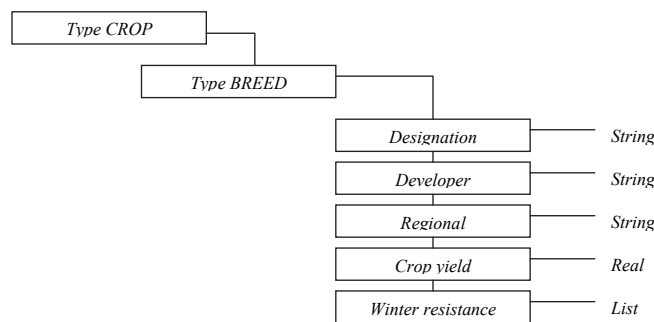 Type CROP
Type BREED
Designation String
Developer String
Regional String
Crop yield Real
Winter resistance List